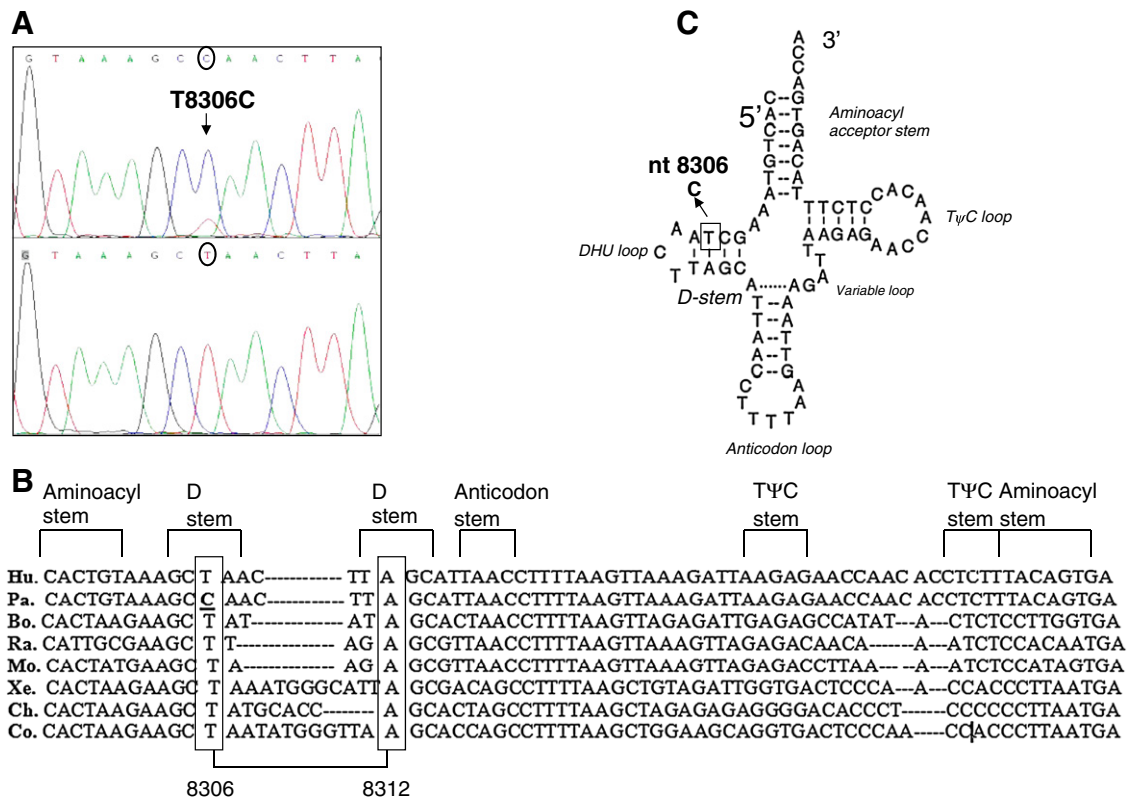 A
G T A A A G C C A A C T T A
T8306C
G T A A A G C T A A C T T A
C
3'
A
C
C
A
G
5'
C A C T G T A
T G A C A T
Aminoacyl
acceptor stem
nt 8306
C
A A
G
C
A
A A T C G
T T A G C
T
DHU loop
D-stem
T T C T C
A A G A G
C A C A A C C A A
TψC loop
A T T A G
Variable loop
A
A
T T A A C
A A T T G
C T T T T A A
Anticodon loop
B
Aminoacyl
stem
D
stem
D
stem
Anticodon
stem
TΨC
stem
TΨC Aminoacyl
stem stem
Hu. CACTGTAAAGC T AAC------------ TT A GCATTAACCTTTTAAGTTAAAGATTAAGAGAACCAAC ACCTCTTTACAGTGA
Pa. CACTGTAAAGC C AAC------------ TT A GCATTAACCTTTTAAGTTAAAGATTAAGAGAACCAAC ACCTCTTTACAGTGA
Bo. CACTAAGAAGC T AT------------- AT A GCACTAACCTTTTAAGTTAGAGATTGAGAGCCATAT---A---CTCTCCTTGGTGA
Ra. CATTGCGAAGC T T-------------- AG A GCGTTAACCTTTTAAGTTAAAGTTAGAGACAACA-------A---ATCTCCACAATGA
Mo. CACTATGAAGC T A-------------- AG A GCGTTAACCTTTTAAGTTAAAGTTAGAGACCTTAA----A---ATCTCCATAGTGA
Xe. CACTAAGAAGC T AAATGGGCATT A GCGACAGCCTTTTAAGCTGTAGATTGGTGACTCCCA---A---CCACCCTTAATGA
Ch. CACTAAGAAGC T ATGCACC-------- A GCACTAGCCTTTTAAGCTAGAGAGAGGGGACACCCT-------CCCCCCTTAATGA
Co. CACTAAGAAGC T AATATGGGTTA A GCACCAGCCTTTTAAGCTGGAAGCAGGTGACTCCCAA-----CCACCCTTAATGA
8306
8312